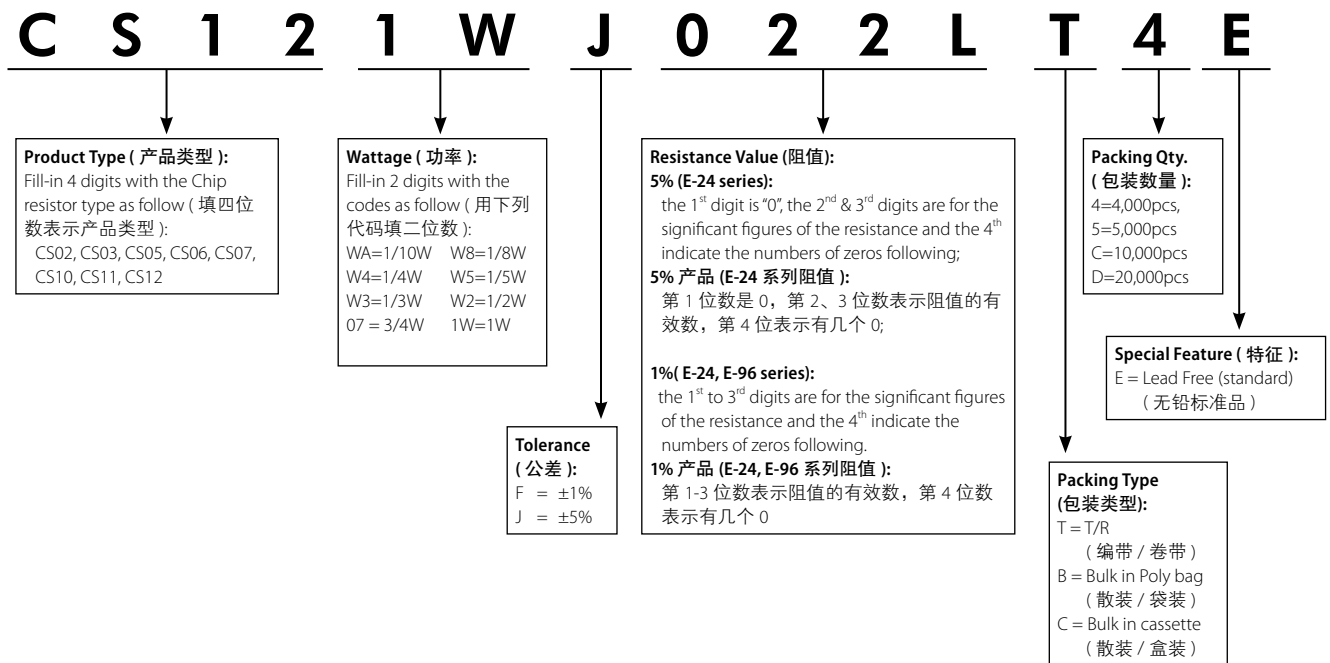 C S 1 2 1 W J 0 2 2 L T 4 E
Product Type ( 产品类型 ):
Fill-in 4 digits with the Chip
resistor type as follow ( 填四位
数表示产品类型 ):
CS02, CS03, CS05, CS06, CS07,
CS10, CS11, CS12
Wattage ( 功率 ):
Fill-in 2 digits with the
codes as follow ( 用下列
代码填二位数 ):
WA=1/10W W8=1/8W
W4=1/4W W5=1/5W
W3=1/3W W2=1/2W
07 = 3/4W 1W=1W
Tolerance
( 公差 ):
F = ±1%
J = ±5%
Resistance Value (阻值):
5% (E-24 series):
the 1st digit is "0", the 2nd & 3rd digits are for the
significant figures of the resistance and the 4th
indicate the numbers of zeros following;
5% 产品 (E-24 系列阻值 ):
第 1 位数是 0，第 2、3 位数表示阻值的有
效数，第 4 位表示有几个 0;
1%( E-24, E-96 series):
the 1st to 3rd digits are for the significant figures
of the resistance and the 4th indicate the
numbers of zeros following.
1% 产品 (E-24, E-96 系列阻值 ):
第 1-3 位数表示阻值的有效数，第 4 位数
表示有几个 0
Packing Qty.
( 包装数量 ):
4=4,000pcs,
5=5,000pcs
C=10,000pcs
D=20,000pcs
Special Feature ( 特征 ):
E = Lead Free (standard)
( 无铅标准品 )
Packing Type
(包装类型):
T = T/R
( 编带 / 卷带 )
B = Bulk in Poly bag
( 散装 / 袋装 )
C = Bulk in cassette
( 散装 / 盒装 )